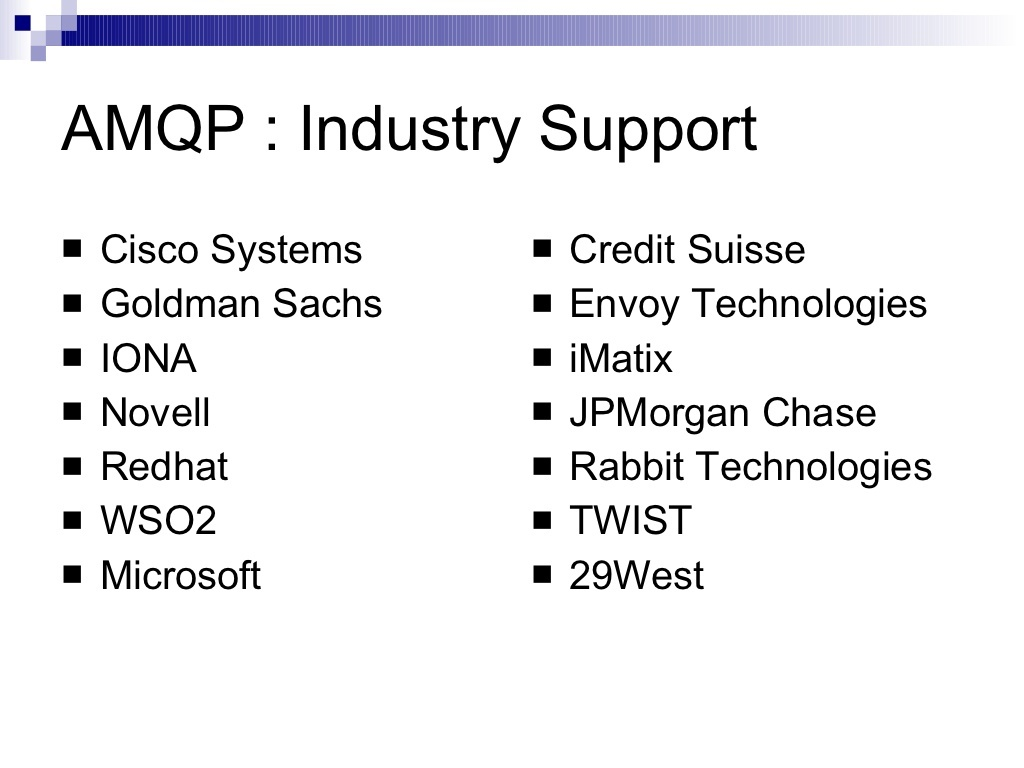 AMQP : Industry Support
Cisco Systems
Goldman Sachs
IONA
Novell
Redhat
WSO2
Microsoft
Credit Suisse
Envoy Technologies
iMatix
JPMorgan Chase
Rabbit Technologies
TWIST
29West